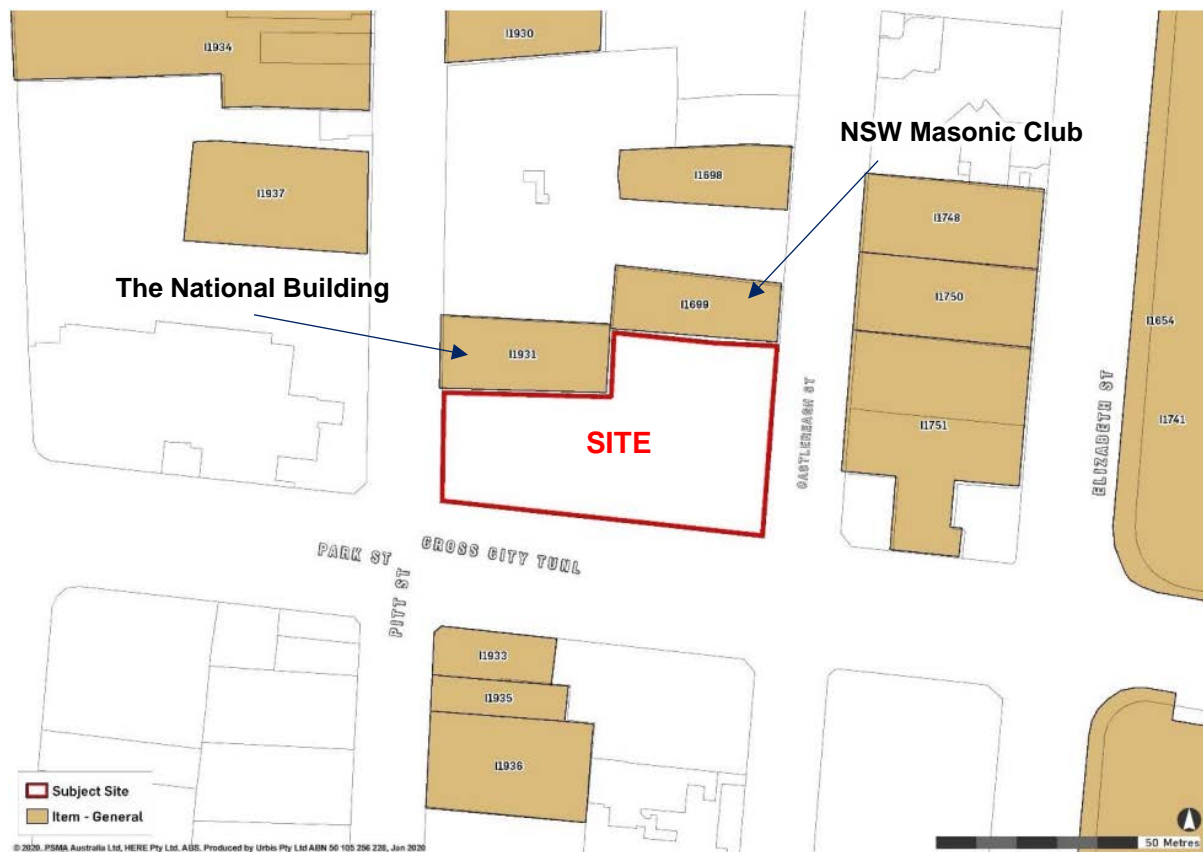 I1934
I1930
NSW Masonic Club
I1698
I1937
I1748
The National Building
I1699
I1750
I1654
I1931
SITE
CASTLEREAGH ST
ELIZABETH ST
I1741
I1751
PARK ST
CROSS CITY TUNL
PITT ST
I1933
I1935
I1936
Subject Site
Item - General
50 Metres
© 2020. PSMA Australia Ltd, HERE Pty Ltd. ABS. Produced by Urbis Pty Ltd ABN 50 105 256 228, Jan 2020